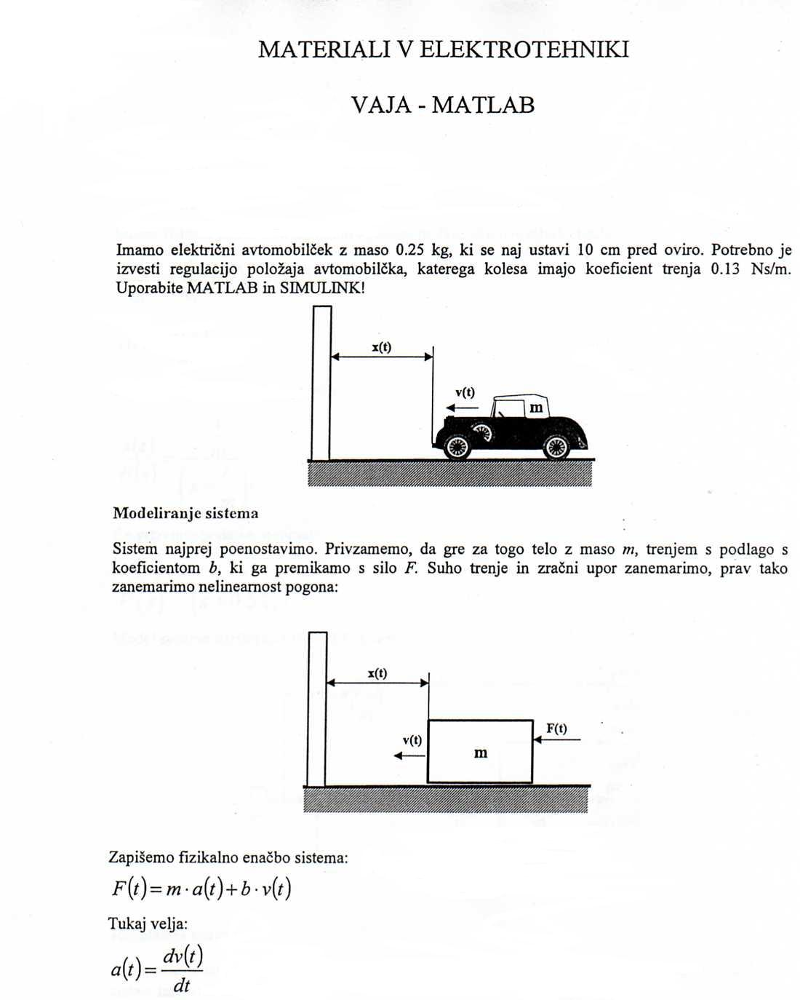 MATERIALI V ELEKTROTEHNIKI
VAJA - MATLAB
Imamo električni avtomobilček z maso 0.25 kg, ki se naj ustavi 10 cm pred oviro. Potrebno je
izvesti regulacijo položaja avtomobilčka, katerega kolesa imajo koeficient trenja 0.13 Ns/m.
Uporabite MATLAB in SIMULINK!
x(t)
v(t)
m
Modeliranje sistema
Sistem najprej poenostavimo. Privzamemo, da gre za togo telo z maso m, trenjem s podlago s
koeficientom b, ki ga premikamo s silo F. Suho trenje in zračni upor zanemarimo, prav tako
zanemarimo nelinearnost pogona:
x(t)
F(t)
v(t)
m
Zapišemo fizikalno enačbo sistema:
F(t)=m·a(t)+b·v(t)
Tukaj velja:
a(t)=dv(t)/dt